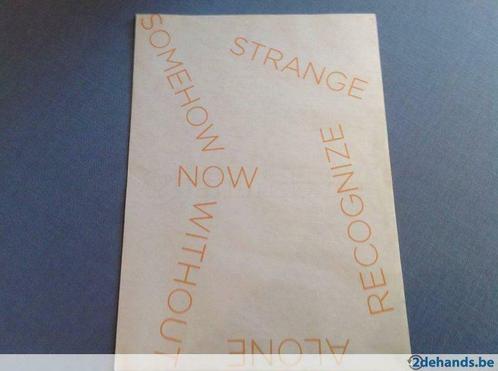 STRANGE
SOMEHOW
NOW
RECOGNIZE
WITHOUT
ALONE
2dehands.be